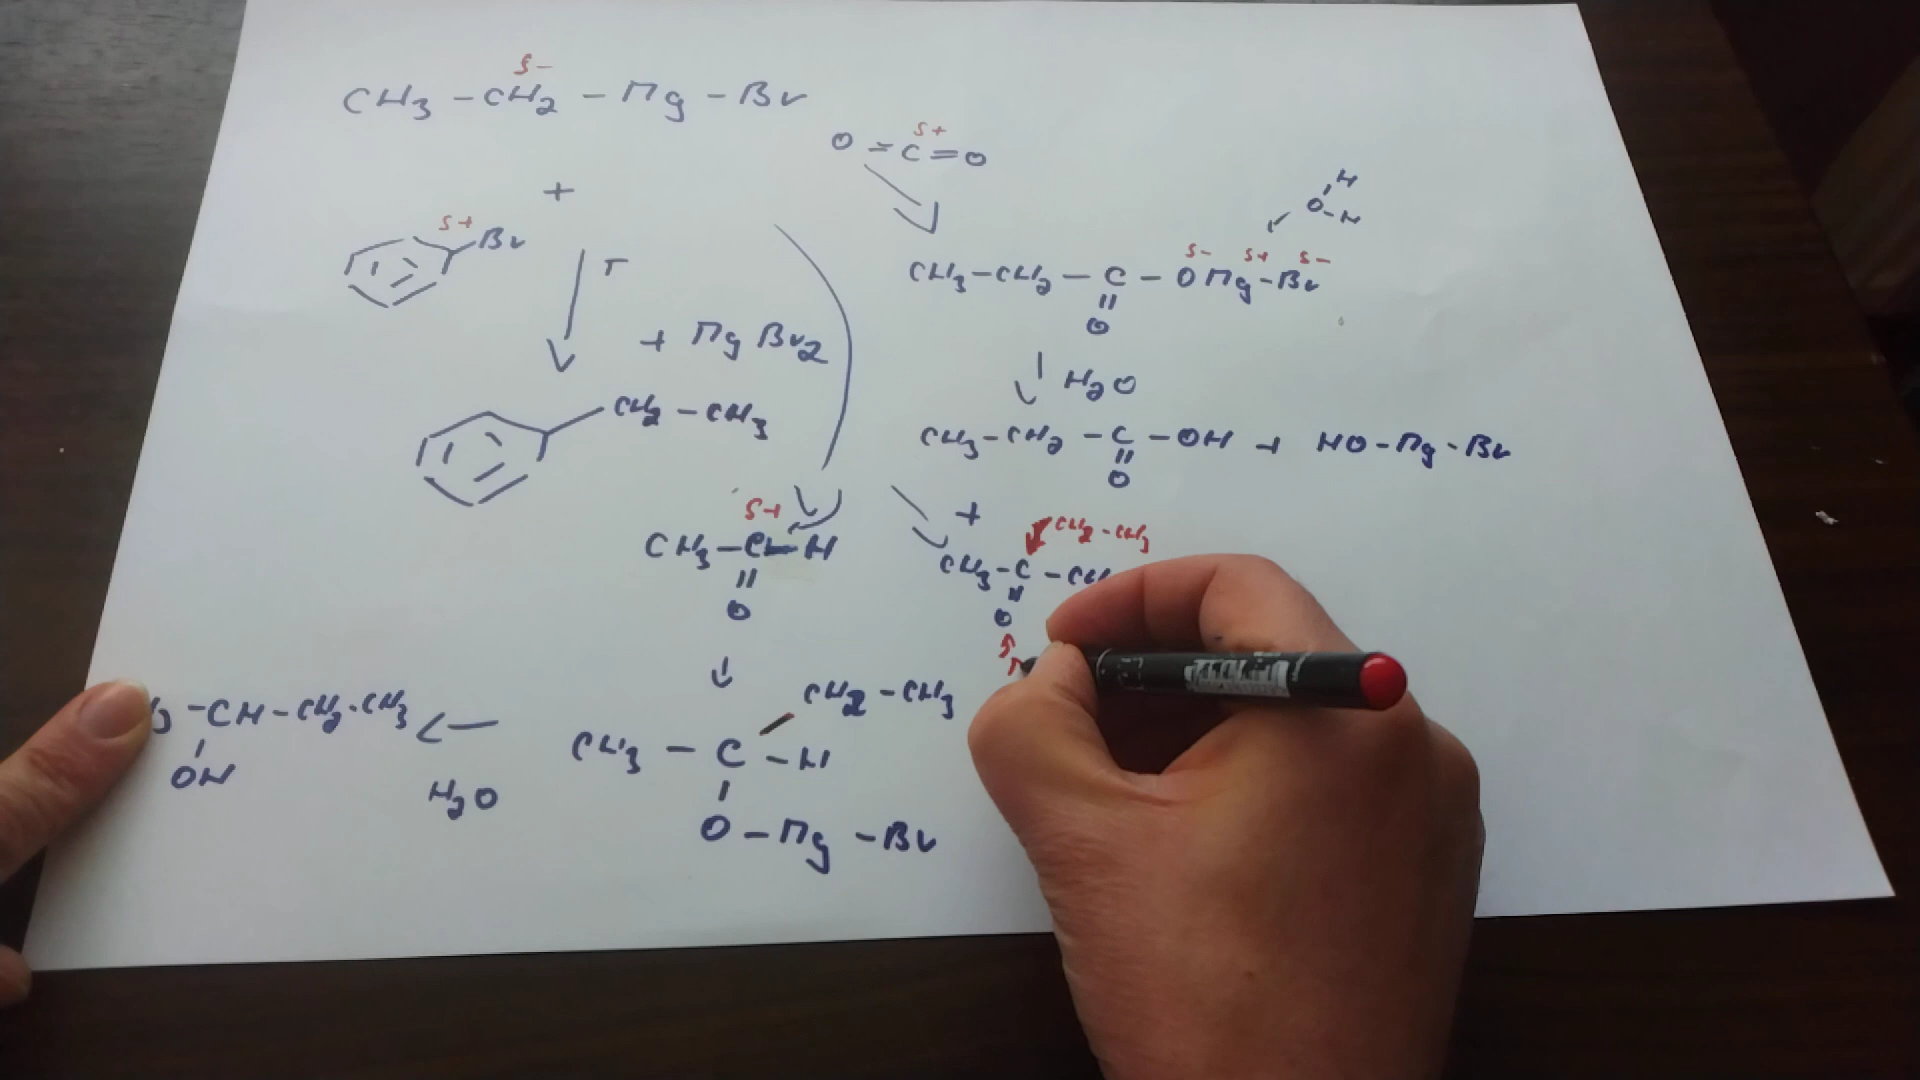 δ-
CH3 - CH2 - Mg - Br
δ+
O = C = O
H
O - H
+
δ+
Br
T
δ- δ+ δ-
CH3 - CH2 - C - OMg - Br
O
+ MgBr2
H2O
CH2 - CH3
CH3 - CH2 - C - OH + HO - Mg - Br
O
δ+
CH3 - C - H
O
+
CH2 - CH3
CH3 - C -
O
δ
- CH - CH2 - CH3
OH
H2O
CH2 - CH3
CH3 - C - H
O - Mg - Br